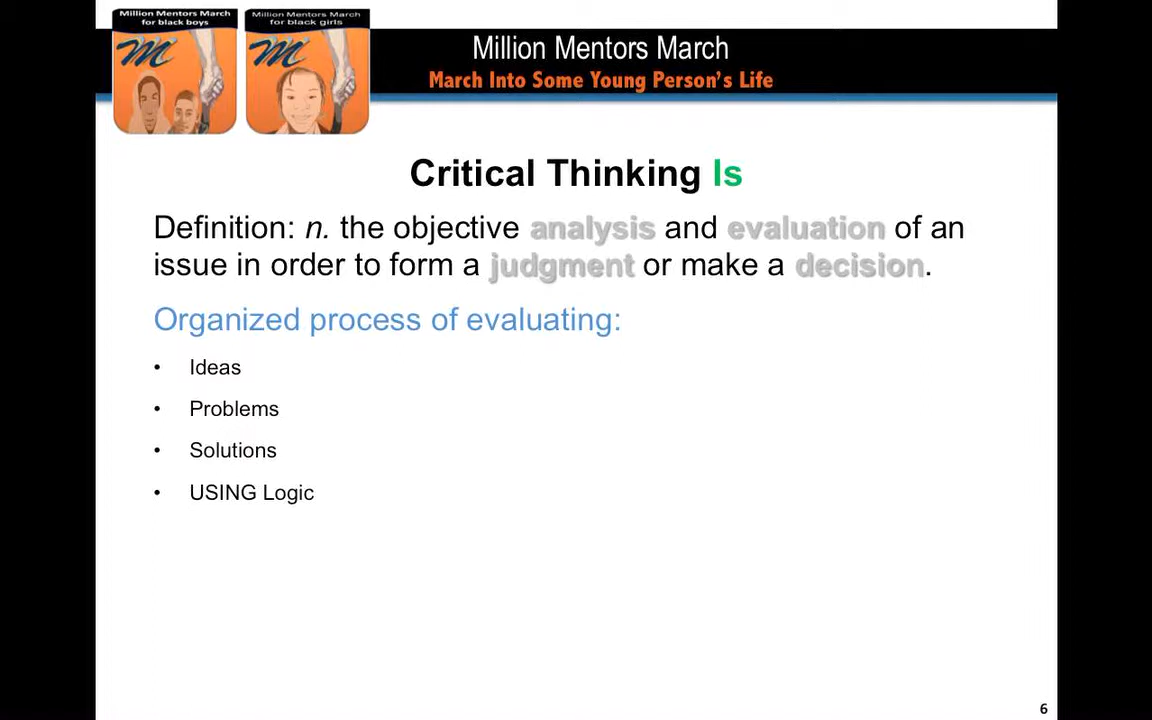 Million Mentors March
for black boys
Million Mentors March
for black girls
Million Mentors March
March Into Some Young Person's Life
Critical Thinking Is
Definition: n. the objective analysis and evaluation of an
issue in order to form a judgment or make a decision.
Organized process of evaluating:
• Ideas
• Problems
• Solutions
• USING Logic
6